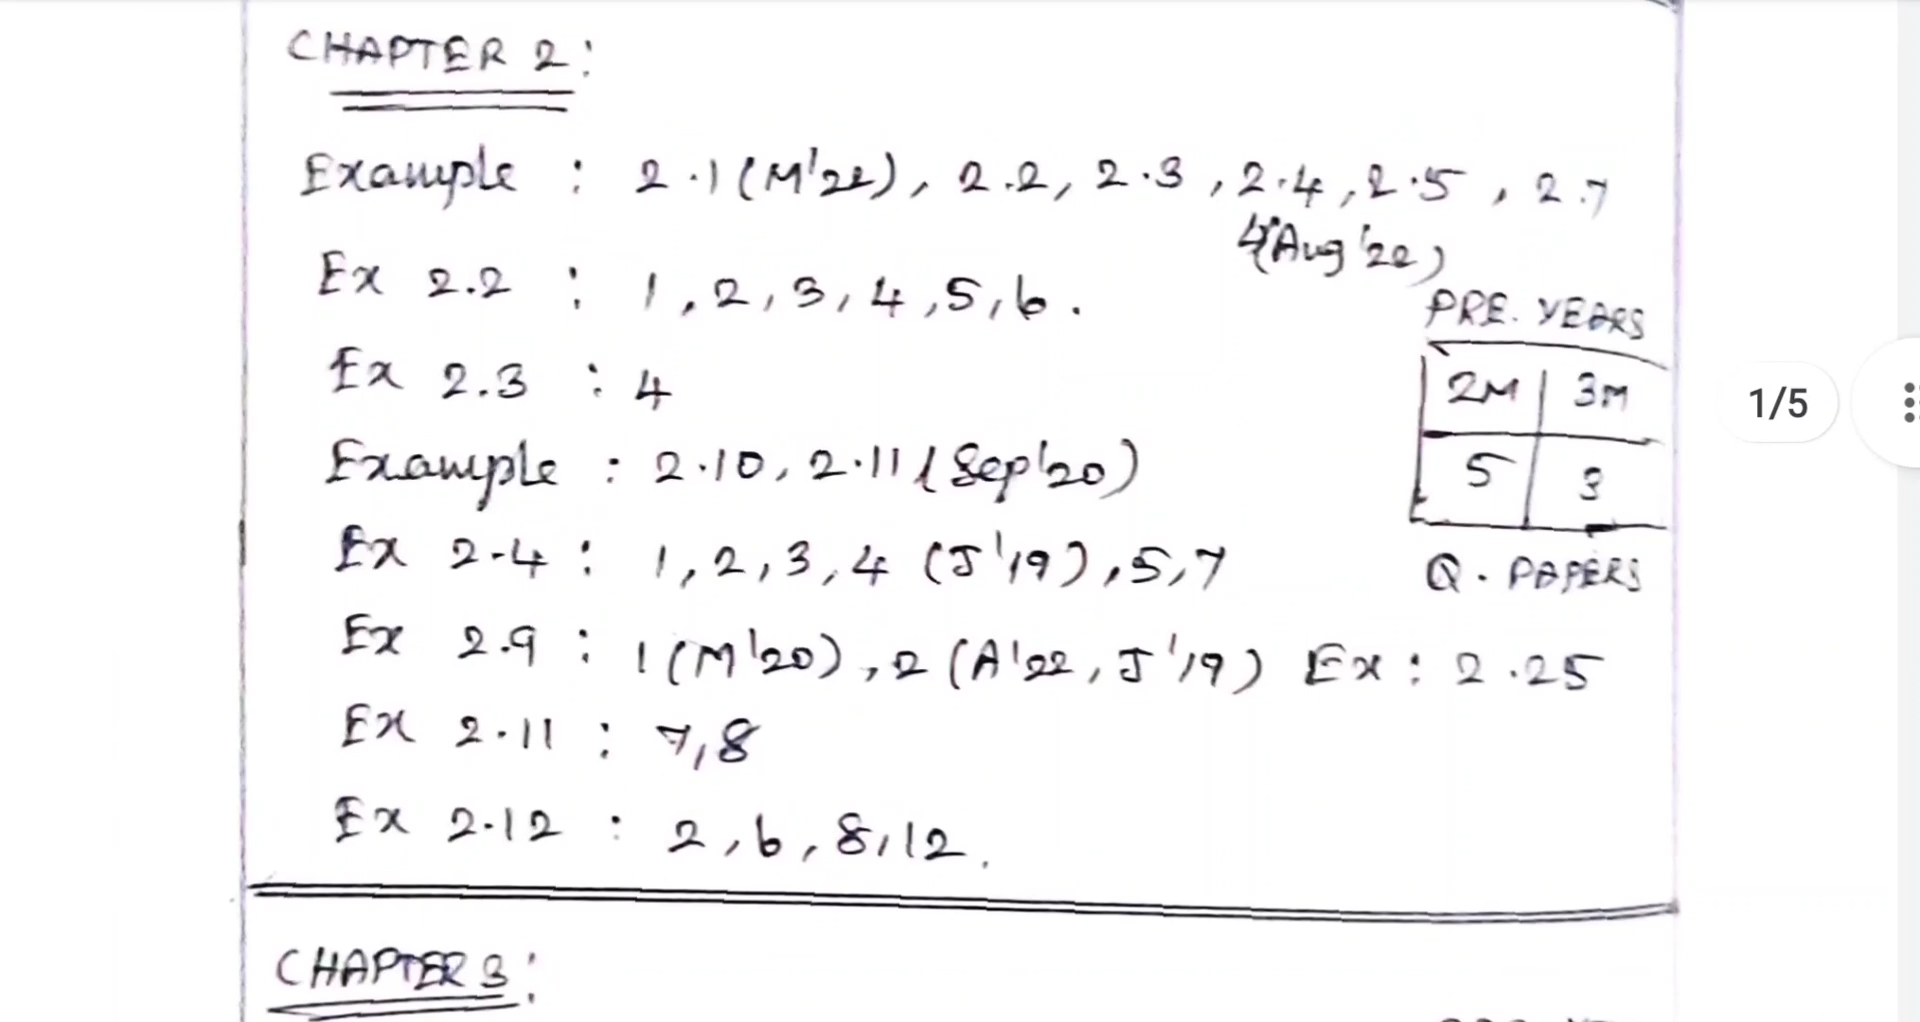 CHAPTER 2:
Example : 2.1 (M'22), 2.2, 2.3, 2.4, 2.5, 2.7
(Aug'22)
Ex 2.2 : 1, 2, 3, 4, 5, 6.
Ex 2.3 : 4
Example : 2.10, 2.11 (Sep'20)
Ex 2.4 : 1, 2, 3, 4 (J'19), 5, 7
Ex 2.9 : 1 (M'20), 2 (A'22, J'19) Ex : 2.25
Ex 2.11 : 7, 8
Ex 2.12 : 2, 6, 8, 12.
PRE. YEARS
2M 3M
5 3
Q. PAPERS
1/5
CHAPTER 3: